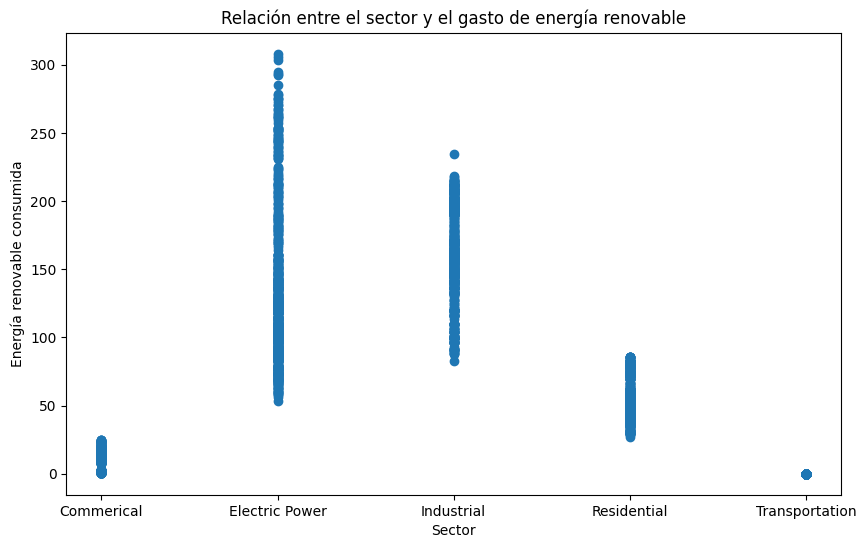 Relación entre el sector y el gasto de energía renovable
Energía renovable consumida
300
250
200
150
100
50
0
Commerical
Electric Power
Industrial
Residential
Transportation
Sector